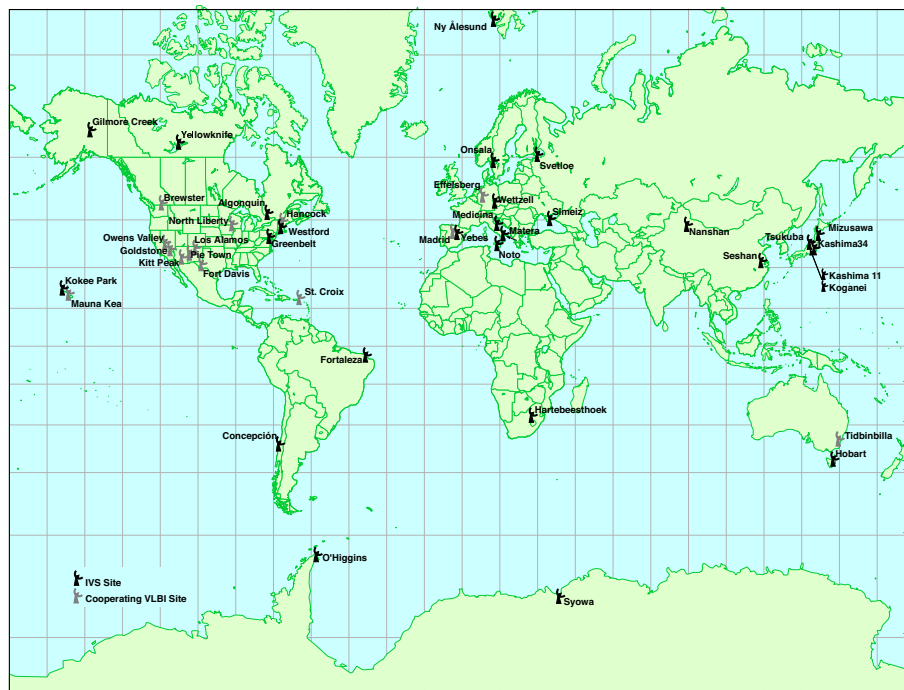 Ny Ålesund
Gilmore Creek
Yellowknife
Onsala
Svetloe
Effelsberg
Brewster
Wettzell
Algonquin
Hancock
Medicina
Simeiz
North Liberty
Westford
Nanshan
Mizusawa
Matera
Owens Valley
Los Alamos
Greenbelt
Madrid
Yebes
Tsukuba
Kashima34
Goldstone
Pie Town
Noto
Seshan
Kitt Peak
Fort Davis
Kashima 11
Kokee Park
Koganei
Mauna Kea
St. Croix
Fortaleza
Hartebeesthoek
Concepción
Tidbinbilla
Hobart
O'Higgins
IVS Site
Cooperating VLBI Site
Syowa